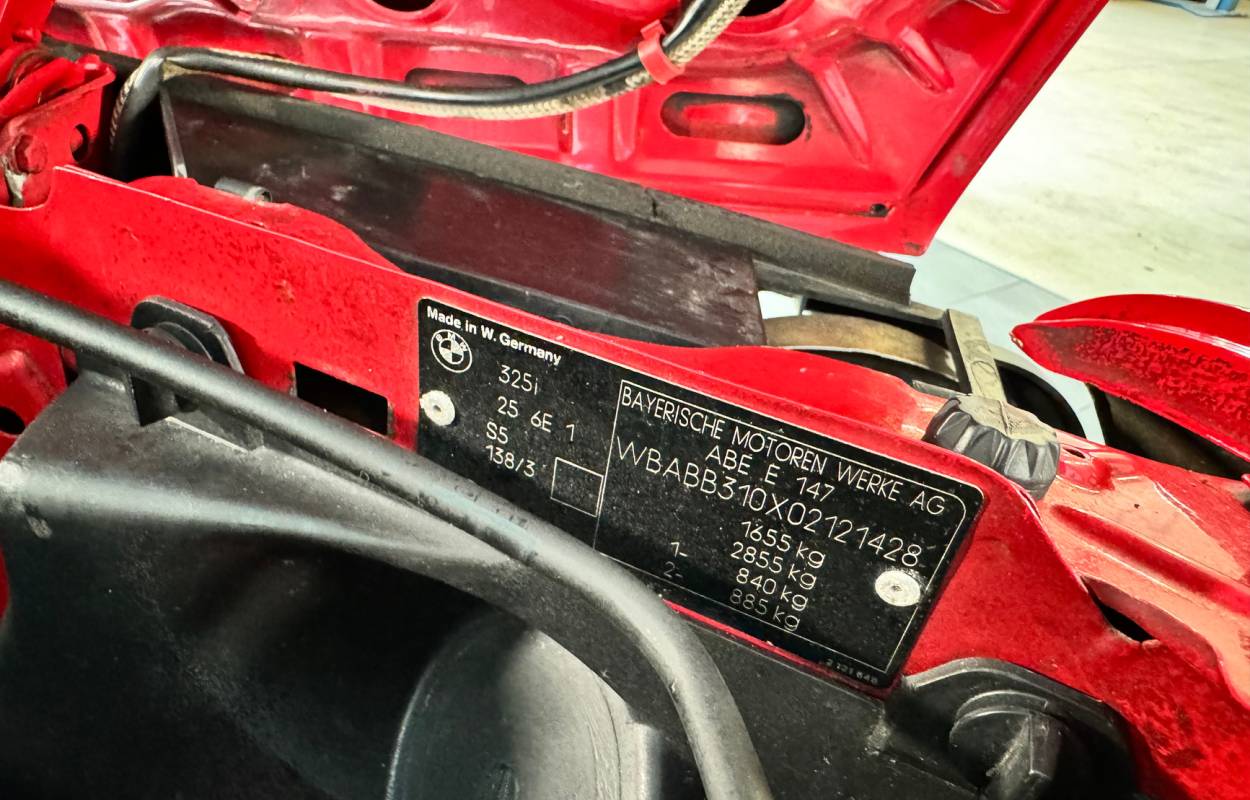 Made in W. Germany
BMW
325i
25 6E 1
S5
138/3
BAYERISCHE MOTOREN WERKE AG
ABE E 147
WBABB310X02121428
1655 kg
2855 kg
1- 840 kg
2- 885 kg